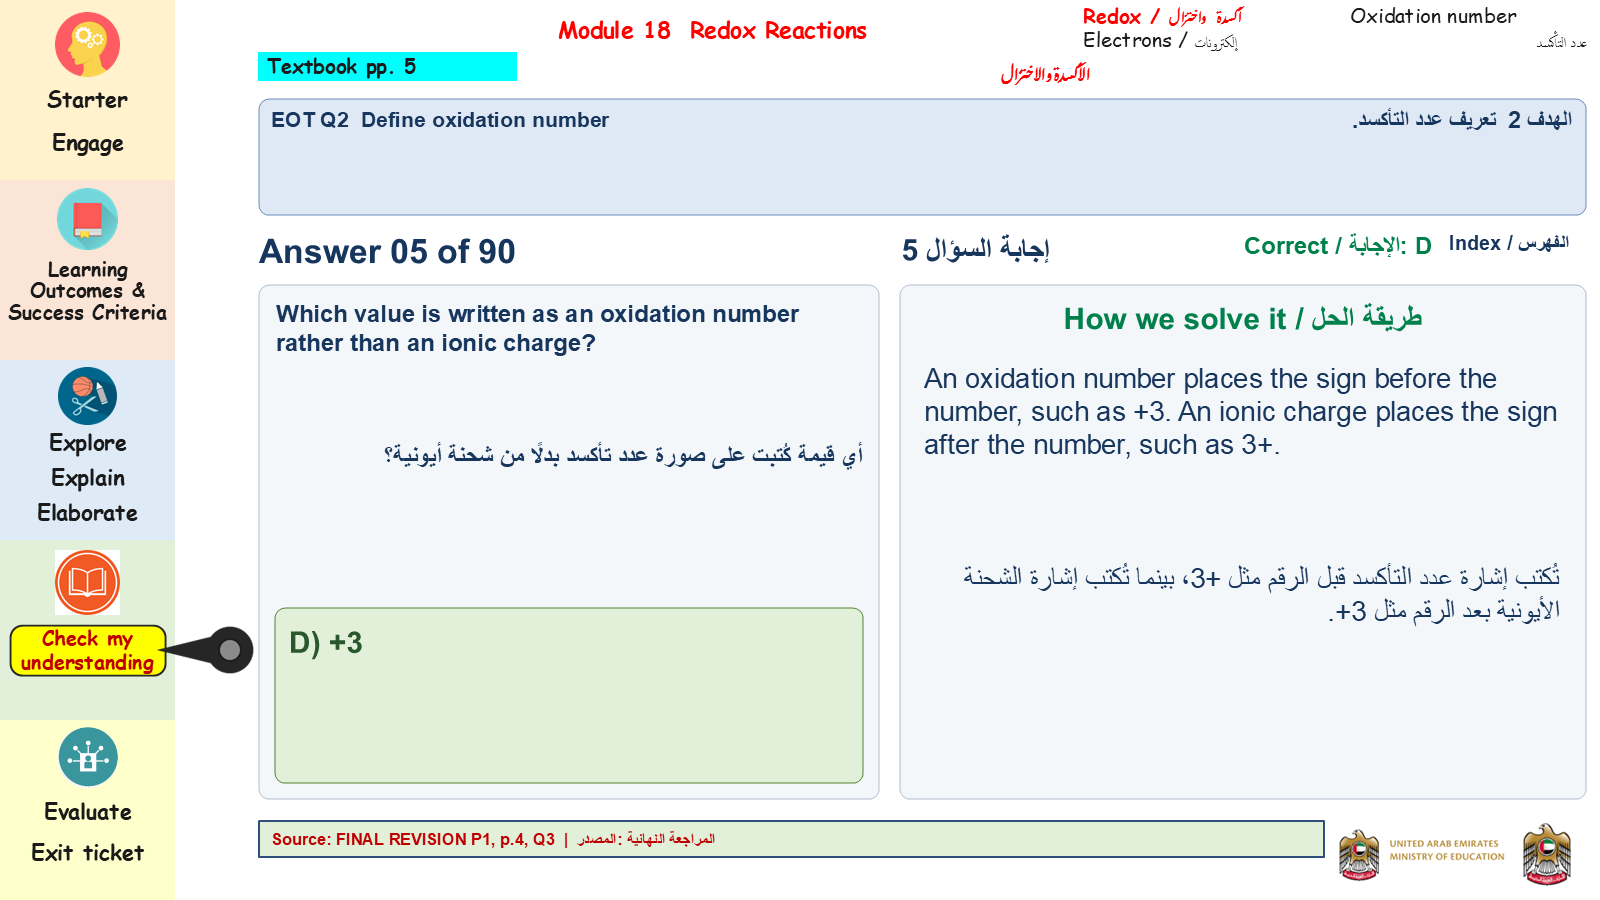 Module 18 Redox Reactions
Redox / أكسدة واختزال
Electrons / إلكترونات
Oxidation number
عدد التأكسد
Textbook pp. 5
الأكسدة والاختزال
Starter
Engage
Learning
Outcomes &
Success Criteria
Explore
Explain
Elaborate
Check my
understanding
Evaluate
Exit ticket
EOT Q2 Define oxidation number
الهدف 2 تعريف عدد التأكسد.
Answer 05 of 90
إجابة السؤال 5
Correct / الإجابة: D
Index / الفهرس
Which value is written as an oxidation number
rather than an ionic charge?
أي قيمة كُتبت على صورة عدد تأكسد بدلًا من شحنة أيونية؟
D) +3
How we solve it / طريقة الحل
An oxidation number places the sign before the
number, such as +3. An ionic charge places the sign
after the number, such as 3+.
تُكتب إشارة عدد التأكسد قبل الرقم مثل +3، بينما تُكتب إشارة الشحنة
الأيونية بعد الرقم مثل 3+.
Source: FINAL REVISION P1, p.4, Q3 | المراجعة النهائية :المصدر
UNITED ARAB EMIRATES
MINISTRY OF EDUCATION